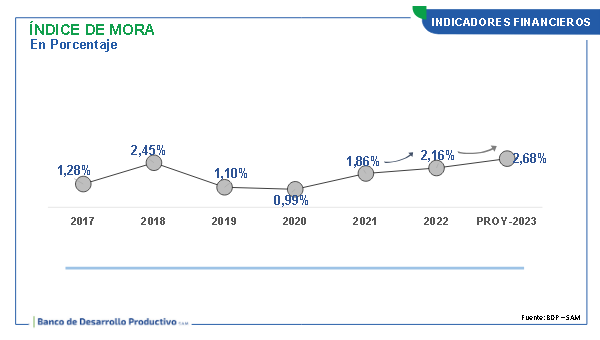 INDICADORES FINANCIEROS
ÍNDICE DE MORA
En Porcentaje
1,28%
2,45%
1,10%
0,99%
1,86%
2,16%
2,68%
2017 2018 2019 2020 2021 2022 PROY-2023
Fuente: BDP – SAM
Banco de Desarrollo Productivo S.A.M.